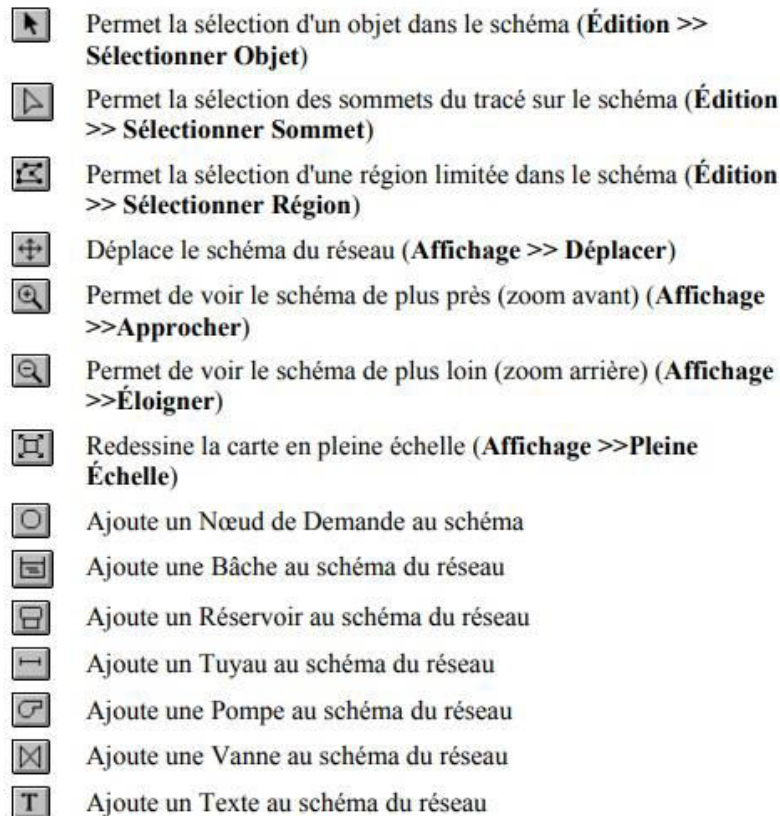 Permet la sélection d'un objet dans le schéma (Édition >>
Sélectionner Objet)
Permet la sélection des sommets du tracé sur le schéma (Édition
>> Sélectionner Sommet)
Permet la sélection d'une région limitée dans le schéma (Édition
>> Sélectionner Région)
Déplace le schéma du réseau (Affichage >> Déplacer)
Permet de voir le schéma de plus près (zoom avant) (Affichage
>>Approcher)
Permet de voir le schéma de plus loin (zoom arrière) (Affichage
>>Éloigner)
Redessine la carte en pleine échelle (Affichage >>Pleine
Échelle)
Ajoute un Nœud de Demande au schéma
Ajoute une Bâche au schéma du réseau
Ajoute un Réservoir au schéma du réseau
Ajoute un Tuyau au schéma du réseau
Ajoute une Pompe au schéma du réseau
Ajoute une Vanne au schéma du réseau
T Ajoute un Texte au schéma du réseau